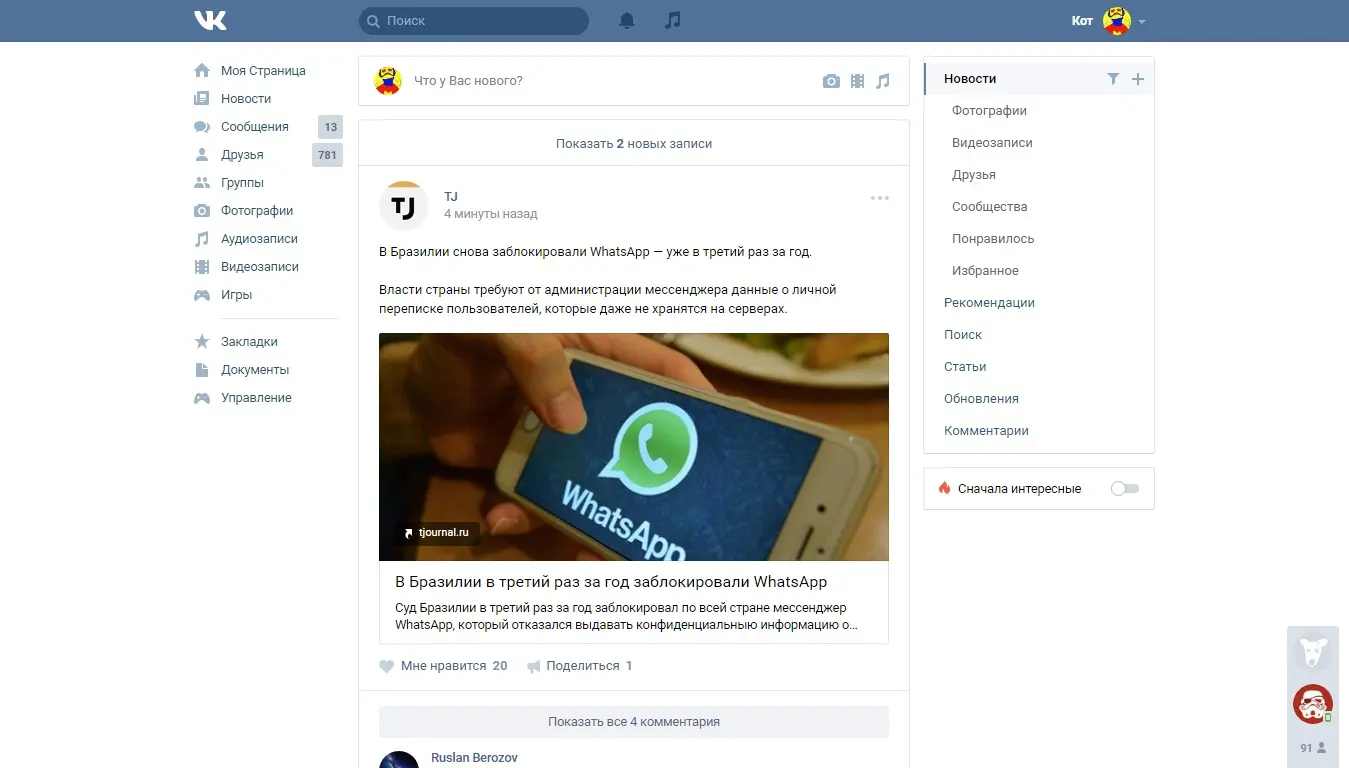 Поиск
Кот
Моя Страница
Новости
Сообщения 13
Друзья 781
Группы
Фотографии
Аудиозаписи
Видеозаписи
Игры
Закладки
Документы
Управление
Что у Вас нового?
Показать 2 новых записи
TJ
TJ
4 минуты назад
В Бразилии снова заблокировали WhatsApp — уже в третий раз за год.
Власти страны требуют от администрации мессенджера данные о личной
переписке пользователей, которые даже не хранятся на серверах.
WhatsApp
tjournal.ru
В Бразилии в третий раз за год заблокировали WhatsApp
Суд Бразилии в третий раз за год заблокировал по всей стране мессенджер
WhatsApp, который отказался выдавать конфиденциальную информацию о...
Мне нравится 20 Поделиться 1
Показать все 4 комментария
Ruslan Berozov
Новости
Фотографии
Видеозаписи
Друзья
Сообщества
Понравилось
Избранное
Рекомендации
Поиск
Статьи
Обновления
Комментарии
Сначала интересные
91